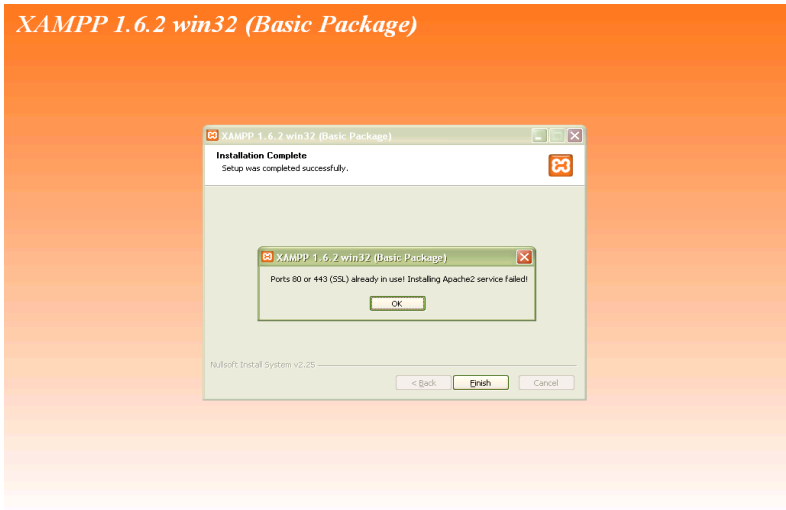 XAMPP 1.6.2 win32 (Basic Package)
XAMPP 1.6.2 win32 (Basic Package)
Installation Complete
Setup was completed successfully.
XAMPP 1.6.2 win32 (Basic Package)
Ports 80 or 443 (SSL) already in use! Installing Apache2 service failed!
OK
Nullsoft Install System v2.25
< Back Finish Cancel